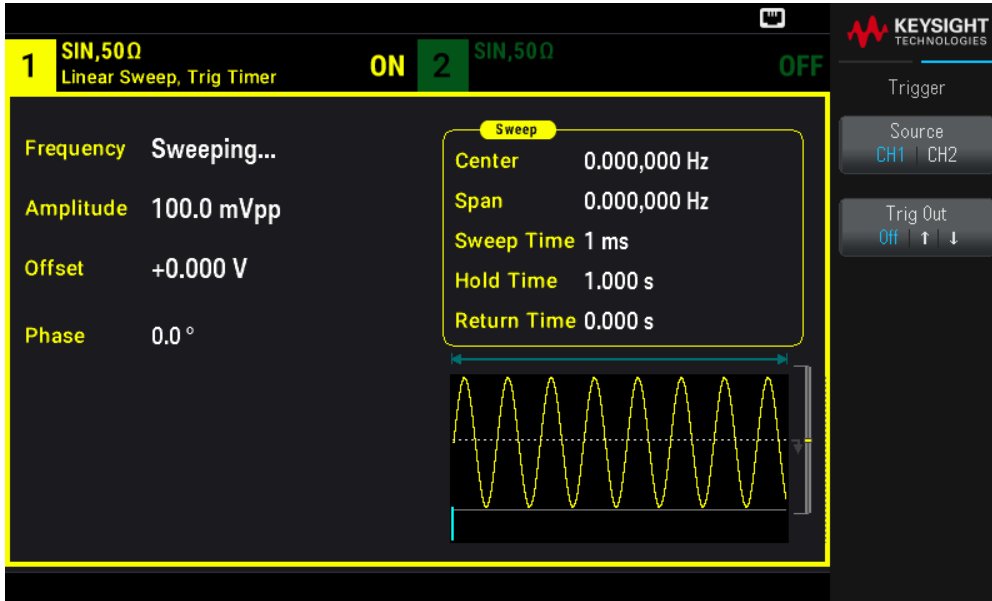 KEYSIGHT
TECHNOLOGIES
1 SIN,50Ω
Linear Sweep, Trig Timer ON
2 SIN,50Ω OFF
Frequency Sweeping...
Amplitude 100.0 mVpp
Offset +0.000 V
Phase 0.0 °
Sweep
Center 0.000,000 Hz
Span 0.000,000 Hz
Sweep Time 1 ms
Hold Time 1.000 s
Return Time 0.000 s
Trigger
Source
CH1 | CH2
Trig Out
Off | ↑ | ↓